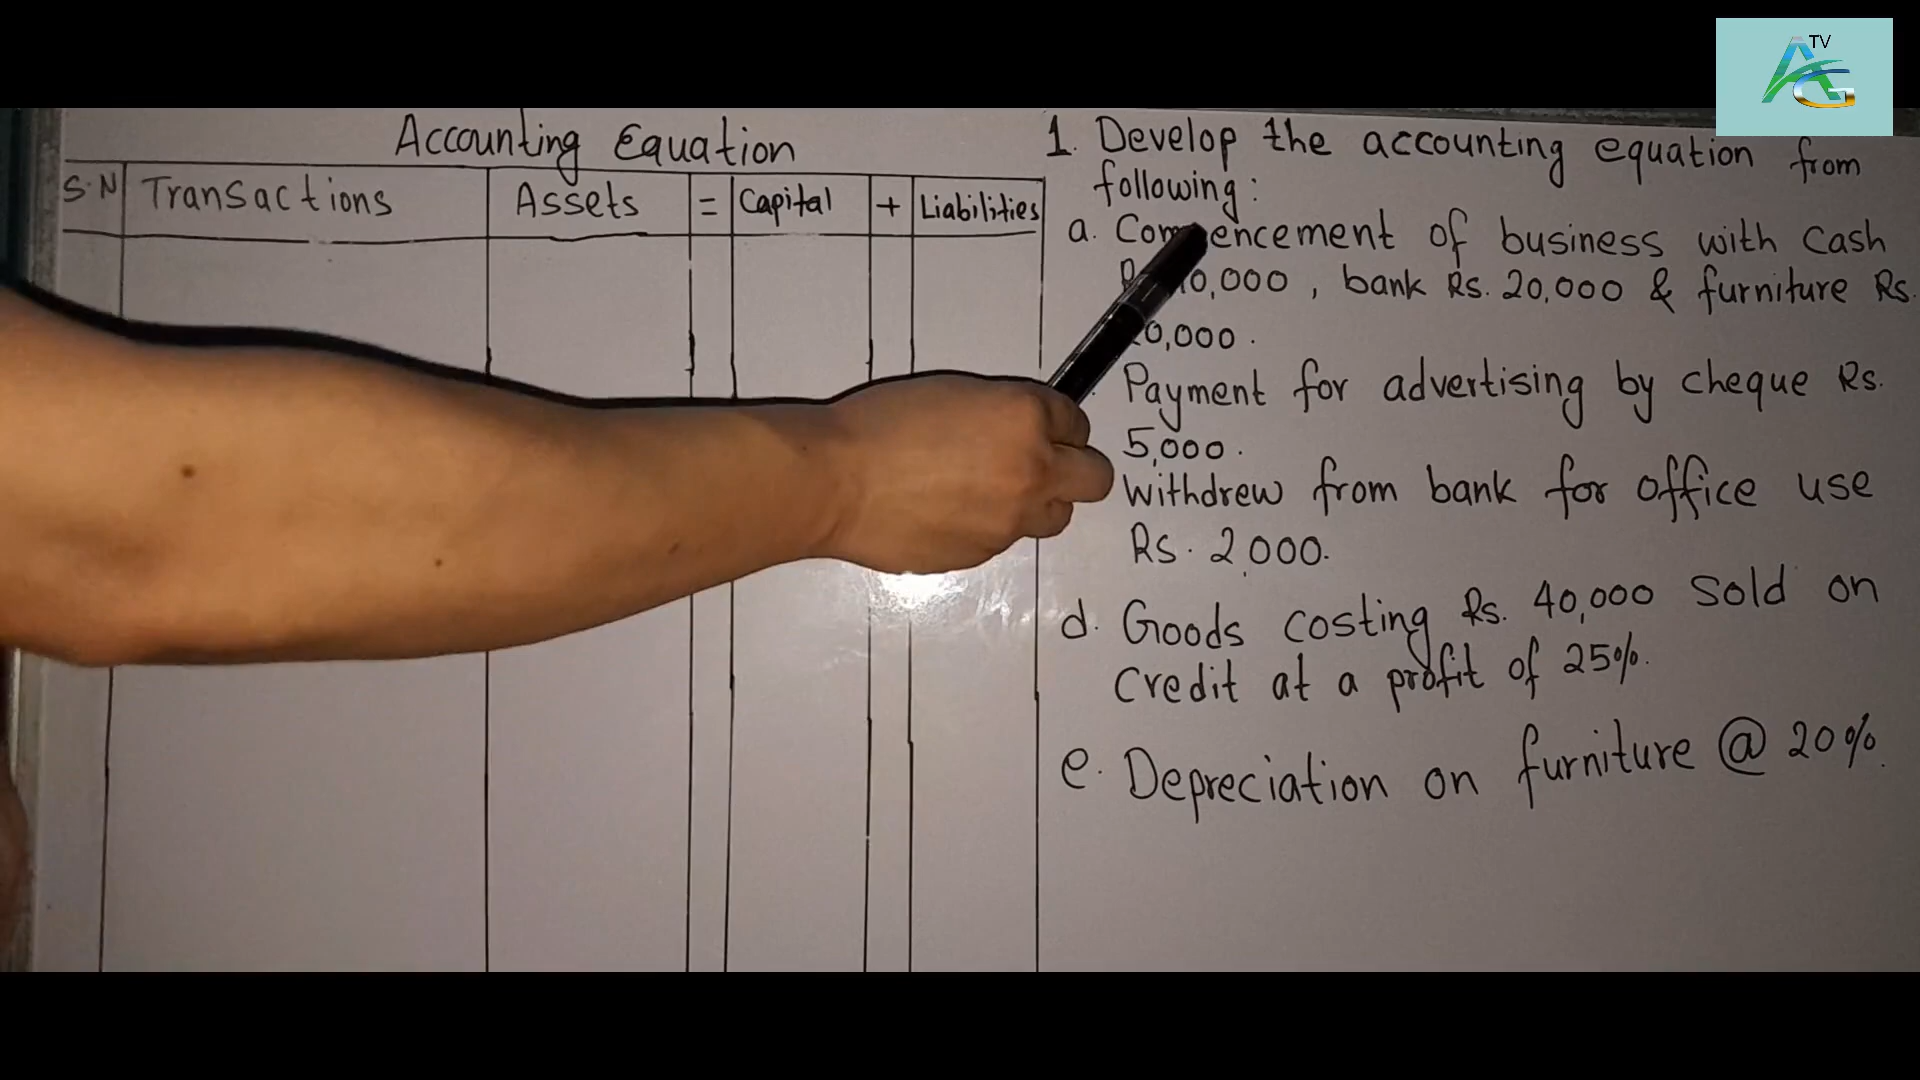 TV
AG
Accounting Equation
S.N Transactions Assets = Capital + Liabilities
1. Develop the accounting equation from
following:
a. Commencement of business with cash
0,000, bank Rs. 20,000 & furniture Rs.
0,000.
Payment for advertising by cheque Rs.
5,000.
Withdrew from bank for office use
Rs. 2,000.
d. Goods costing Rs. 40,000 sold on
credit at a profit of 25%.
e. Depreciation on furniture @ 20%.